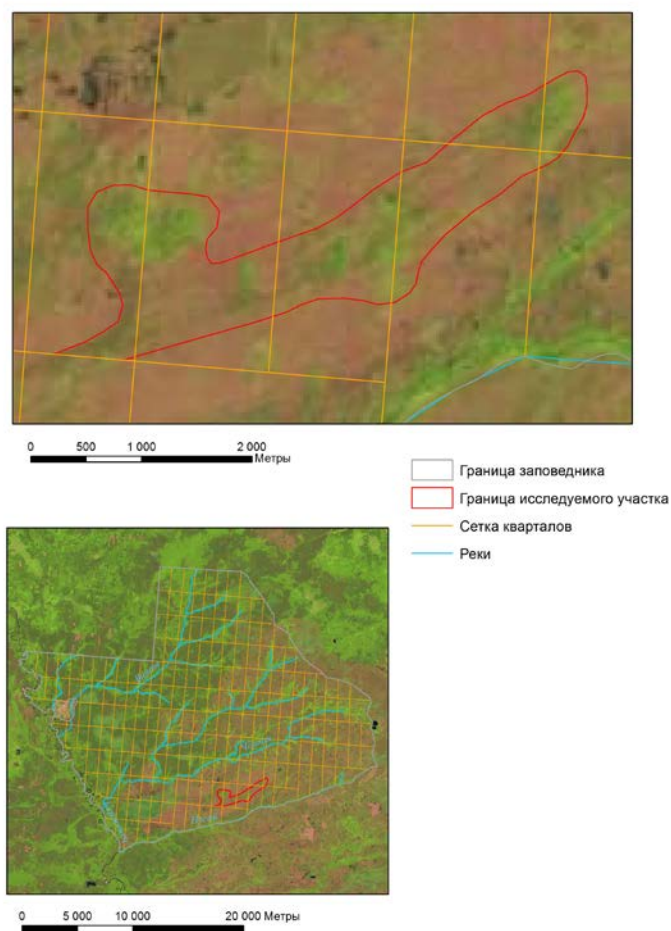 0 500 1 000 2 000
Метры
Граница заповедника
Граница исследуемого участка
Сетка кварталов
Реки
0 5 000 10 000 20 000 Метры